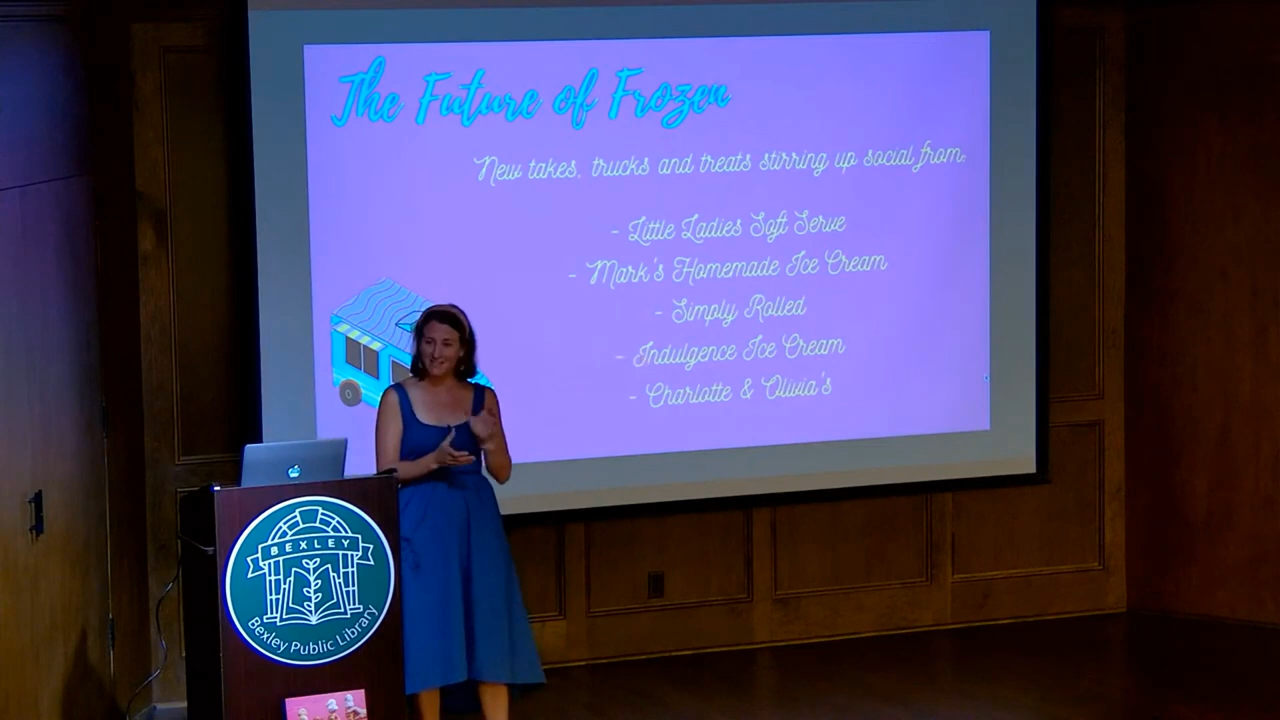 The Future of Frozen
New takes, trucks and treats stirring up social from:
- Little Ladies Soft Serve
- Mark's Homemade Ice Cream
- Simply Rolled
- Indulgence Ice Cream
- Charlotte & Olivia's
BEXLEY
Bexley Public Library